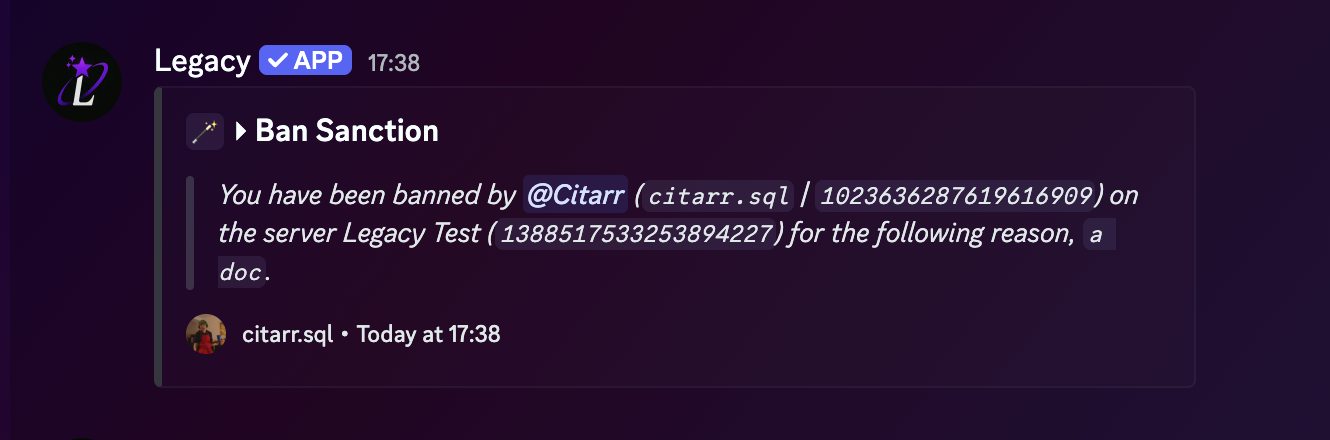 L
Legacy ✓ APP 17:38
Ban Sanction
You have been banned by @Citarr (citarr.sql | 1023636287619616909) on
the server Legacy Test (1388517533253894227) for the following reason, a
doc.
citarr.sql • Today at 17:38